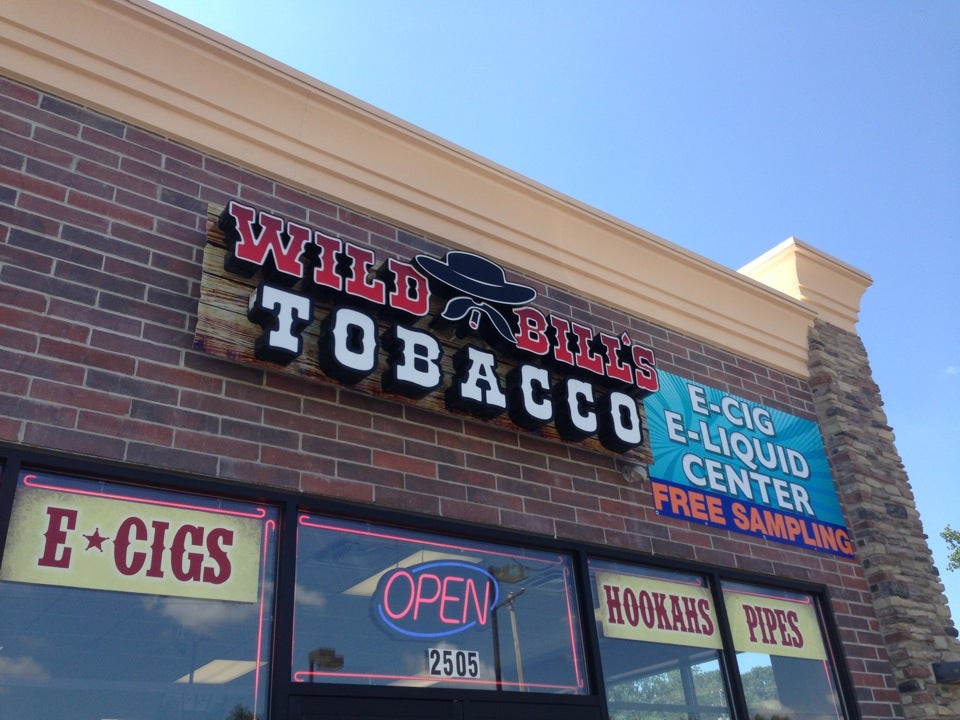 WILD BILL'S
TOBACCO
E-CIG
E-LIQUID
CENTER
FREE SAMPLING
E★CIGS
OPEN
2505
HOOKAHS
PIPES